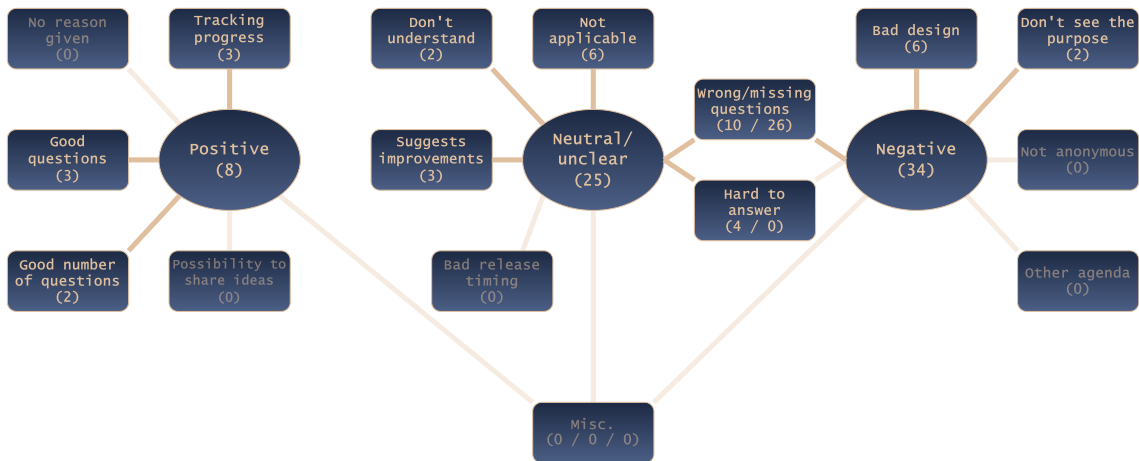 No reason
given
(0)
Tracking
progress
(3)
Don't
understand
(2)
Not
applicable
(6)
Bad design
(6)
Don't see the
purpose
(2)
Wrong/missing
questions
(10 / 26)
Good
questions
(3)
Positive
(8)
Suggests
improvements
(3)
Neutral/
unclear
(25)
Negative
(34)
Not anonymous
(0)
Hard to
answer
(4 / 0)
Good number
of questions
(2)
Possibility to
share ideas
(0)
Bad release
timing
(0)
Other agenda
(0)
Misc.
(0 / 0 / 0)